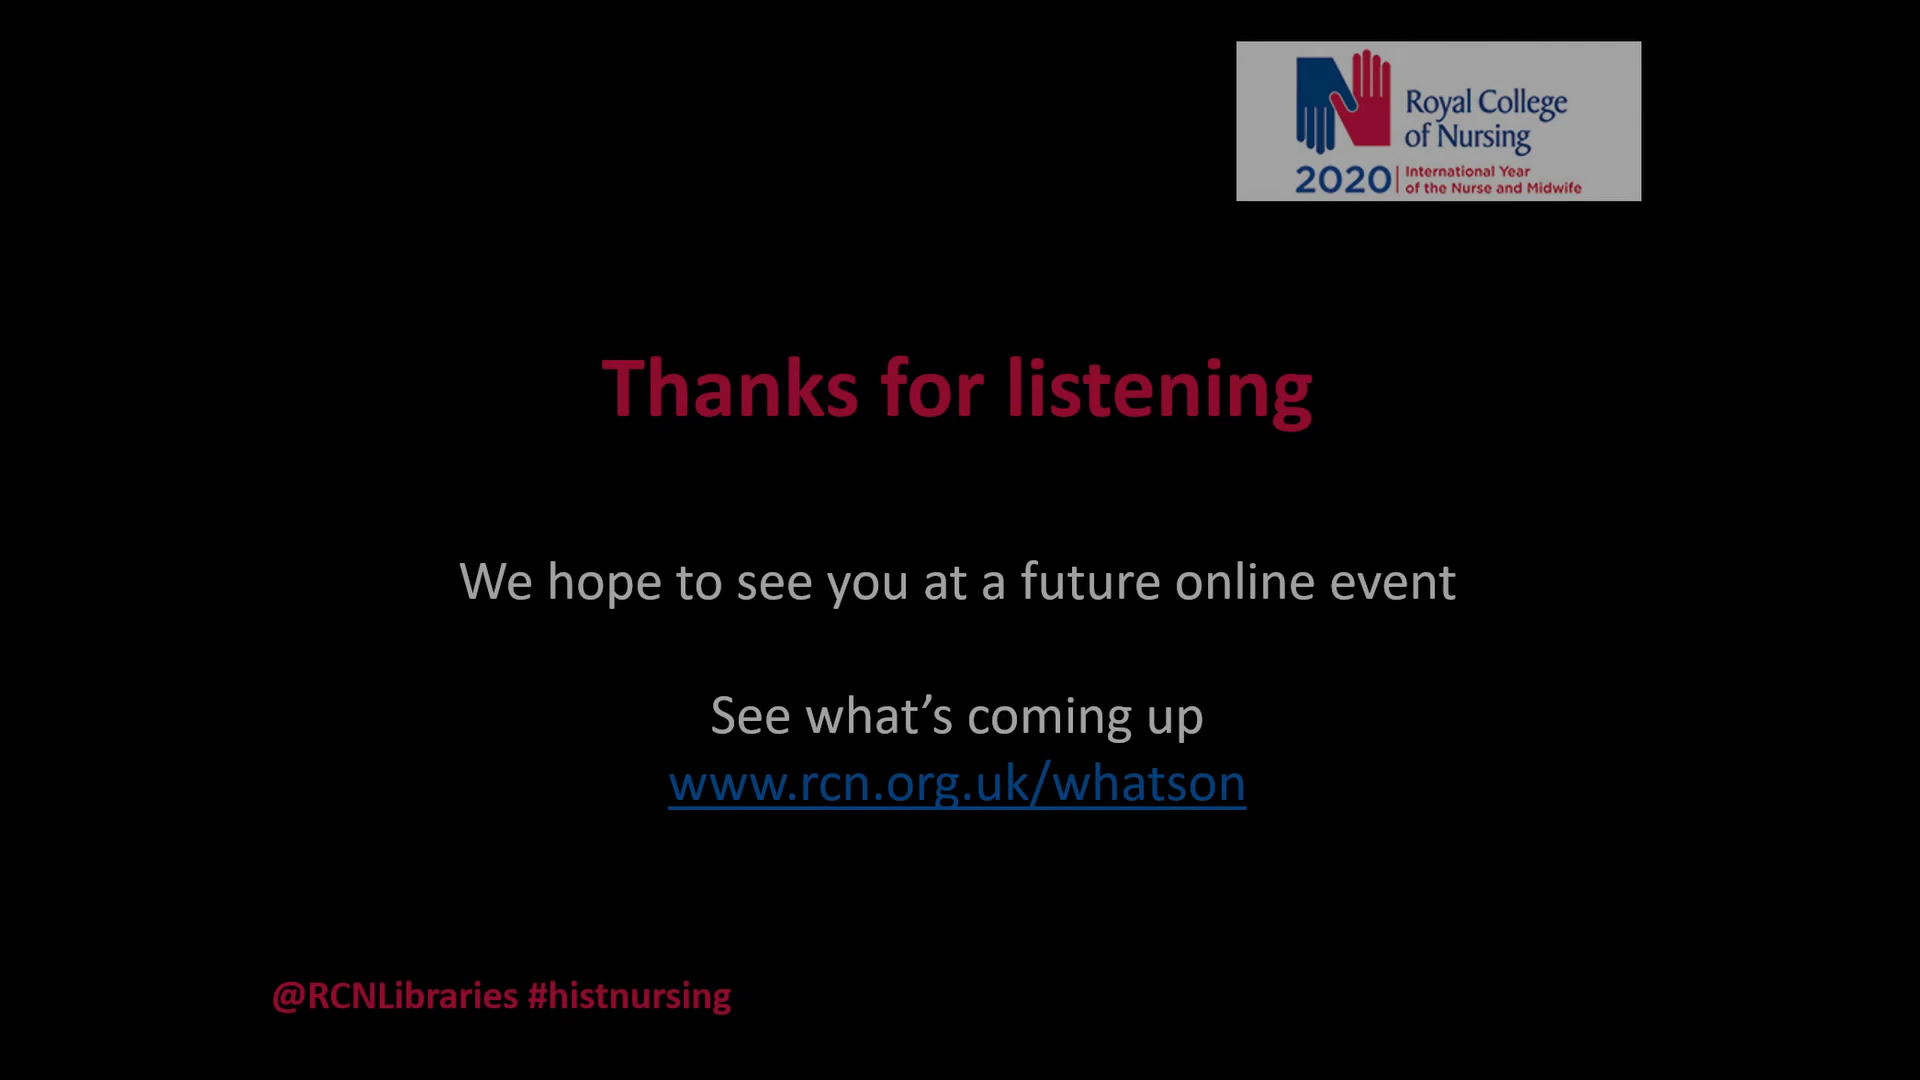 Royal College
of Nursing
2020
International Year
of the Nurse and Midwife
Thanks for listening
We hope to see you at a future online event
See what’s coming up
www.rcn.org.uk/whatson
@RCNLibraries #histnursing